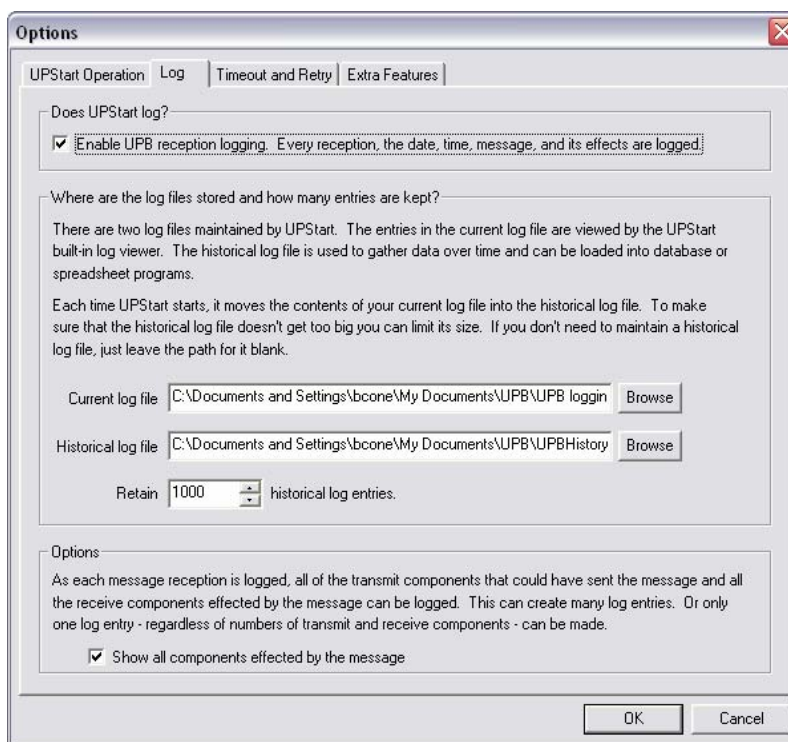 Options
UPStart Operation Log Timeout and Retry Extra Features
Does UPStart log?
Enable UPB reception logging. Every reception, the date, time, message, and its effects are logged.
Where are the log files stored and how many entries are kept?
There are two log files maintained by UPStart. The entries in the current log file are viewed by the UPStart
built-in log viewer. The historical log file is used to gather data over time and can be loaded into database or
spreadsheet programs.
Each time UPStart starts, it moves the contents of your current log file into the historical log file. To make
sure that the historical log file doesn't get too big you can limit its size. If you don't need to maintain a historical
log file, just leave the path for it blank.
Current log file C:\Documents and Settings\bcone\My Documents\UPB\UPB loggin Browse
Historical log file C:\Documents and Settings\bcone\My Documents\UPB\UPBHistory Browse
Retain 1000 historical log entries.
Options
As each message reception is logged, all of the transmit components that could have sent the message and all
the receive components effected by the message can be logged. This can create many log entries. Or only
one log entry - regardless of numbers of transmit and receive components - can be made.
Show all components effected by the message
OK Cancel